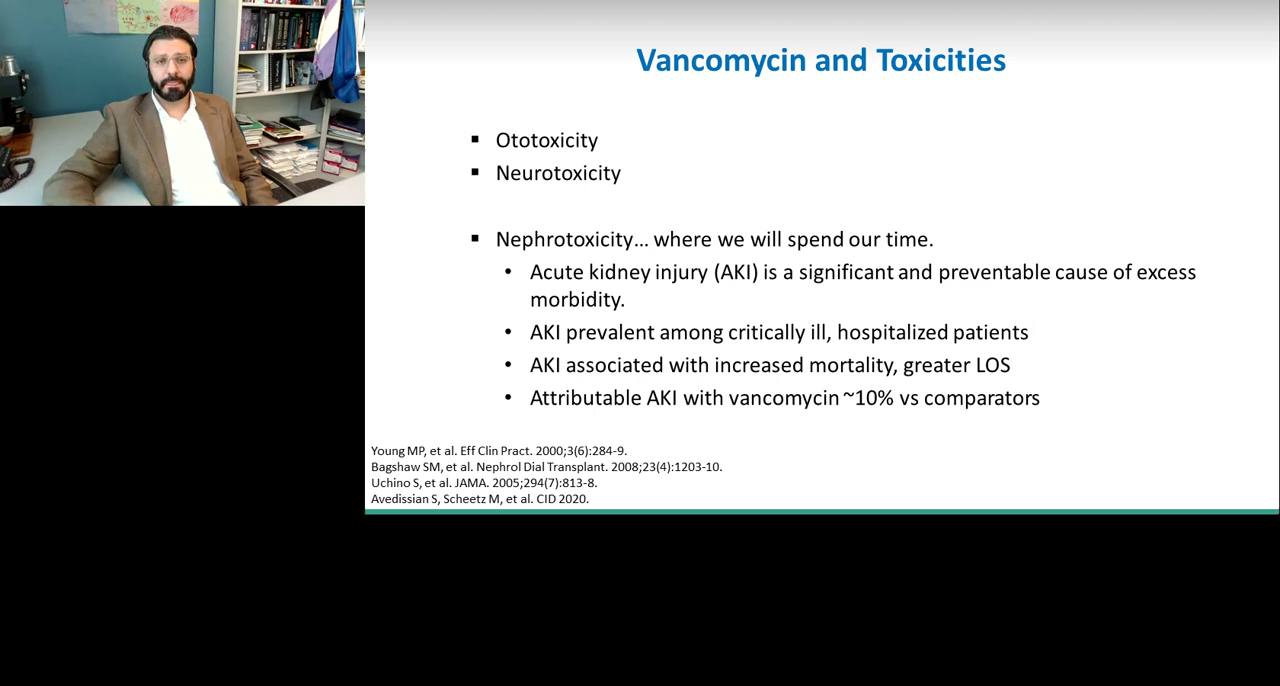 Vancomycin and Toxicities
▪ Ototoxicity
▪ Neurotoxicity
▪ Nephrotoxicity… where we will spend our time.
• Acute kidney injury (AKI) is a significant and preventable cause of excess
morbidity.
• AKI prevalent among critically ill, hospitalized patients
• AKI associated with increased mortality, greater LOS
• Attributable AKI with vancomycin ~10% vs comparators
Young MP, et al. Eff Clin Pract. 2000;3(6):284-9.
Bagshaw SM, et al. Nephrol Dial Transplant. 2008;23(4):1203-10.
Uchino S, et al. JAMA. 2005;294(7):813-8.
Avedissian S, Scheetz M, et al. CID 2020.